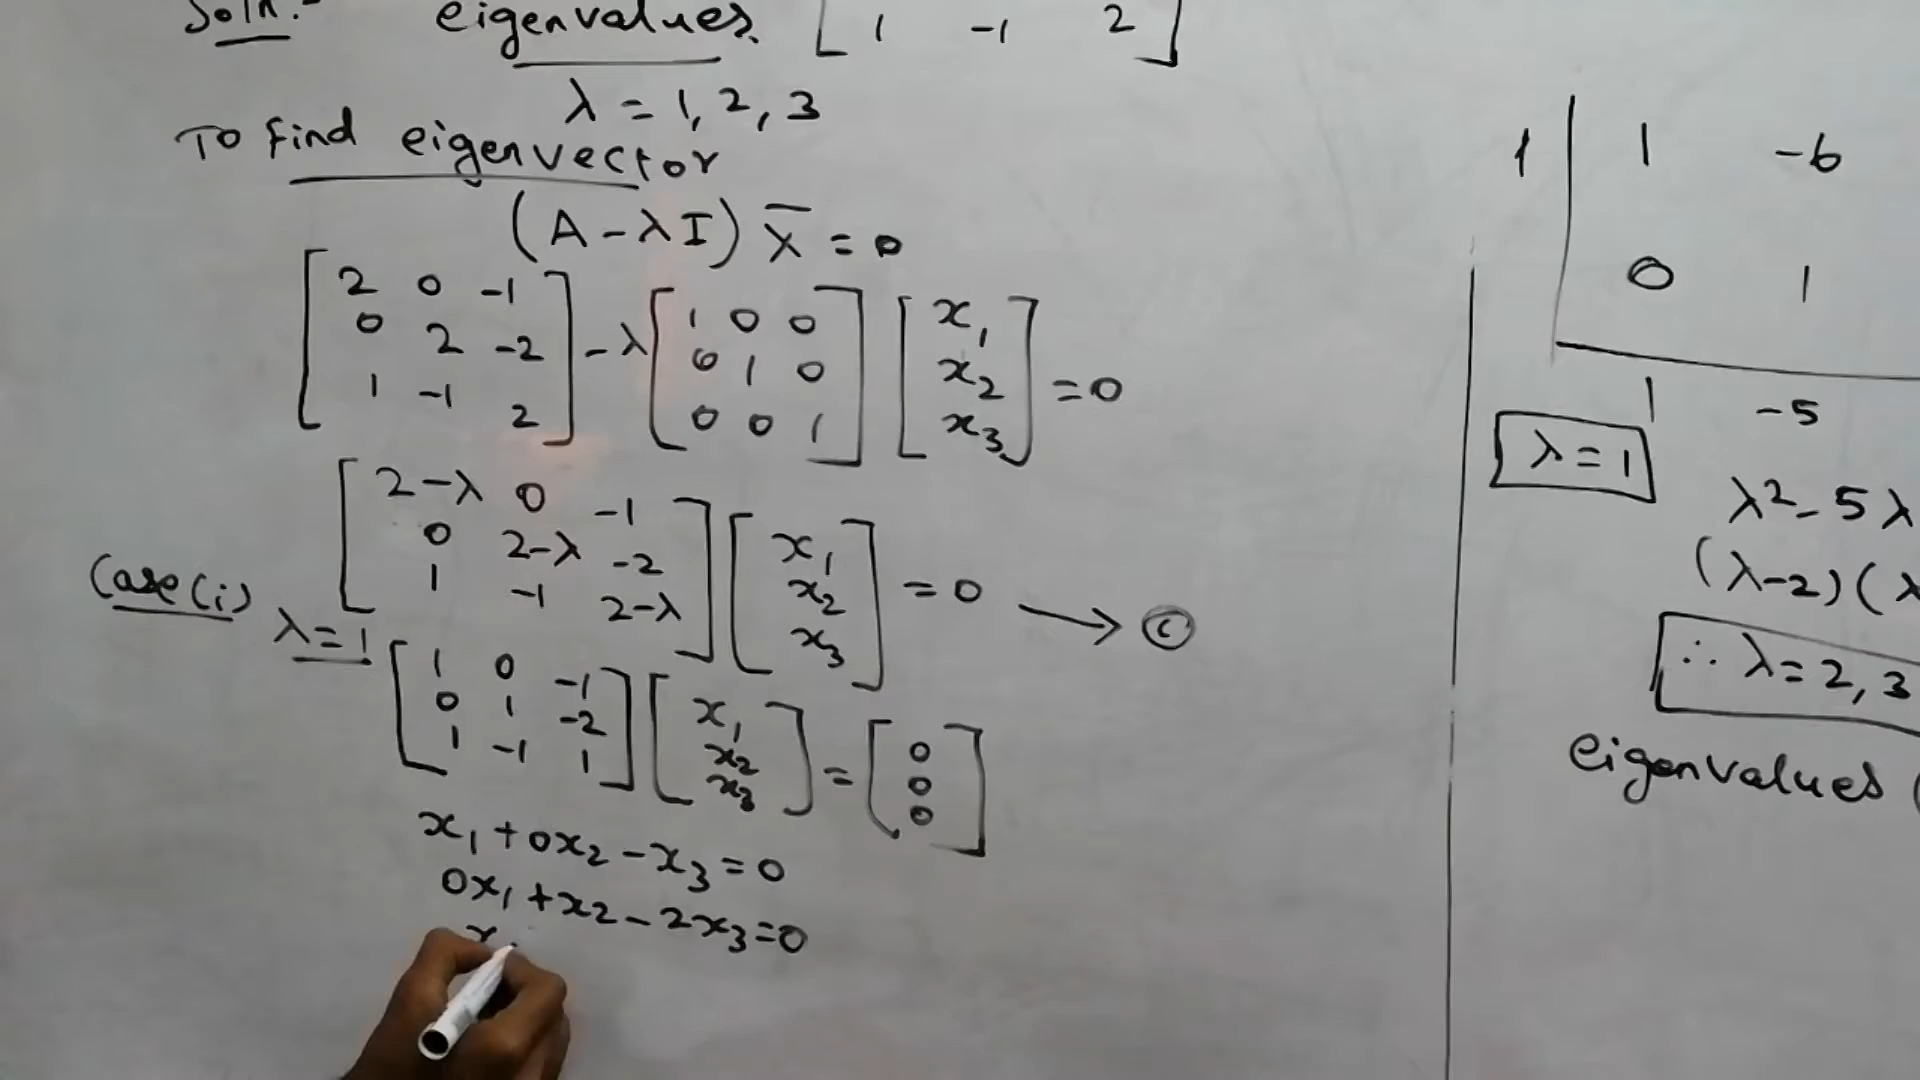 Soln:- eigenvalues. [ 1 -1 2 ]
λ = 1, 2, 3
To Find eigenvector
(A - λI) X̄ = 0
[ 2 0 -1
0 2 -2
1 -1 2 ] - λ [ 1 0 0
0 1 0
0 0 1 ] [ x₁
x₂
x₃ ] = 0
[ 2-λ 0 -1
0 2-λ -2
1 -1 2-λ ] [ x₁
x₂
x₃ ] = 0 → ©
Case (i)
λ = 1
[ 1 0 -1
0 1 -2
1 -1 1 ] [ x₁
x₂
x₃ ] = [ 0
0
0 ]
x₁ + 0x₂ - x₃ = 0
0x₁ + x₂ - 2x₃ = 0
x
1 | 1 -6
0 1
1 -5
λ = 1
λ² - 5λ
(λ-2)(λ
∴ λ = 2, 3
eigenvalues (